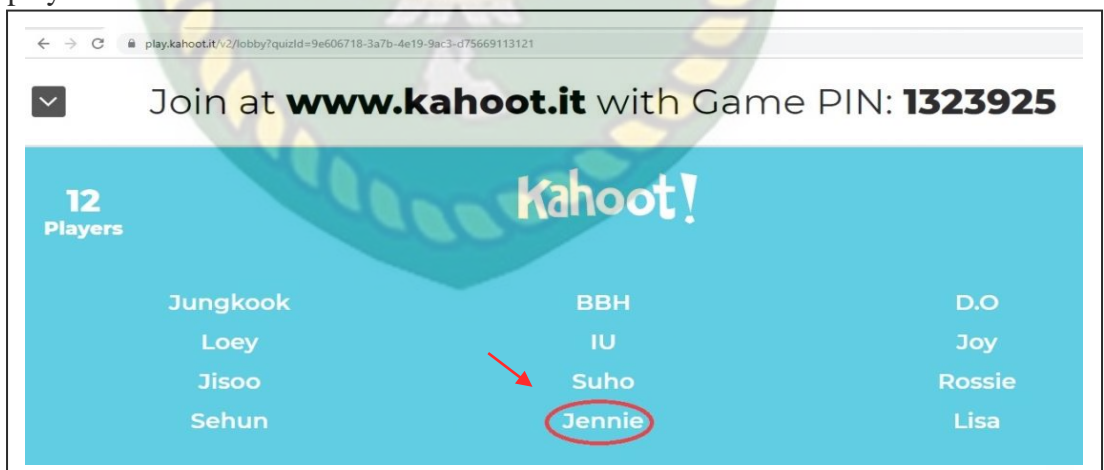 play.kahoot.it/v2/lobby?quizId=9e606718-3a7b-4e19-9ac3-d75669113121
Join at www.kahoot.it with Game PIN: 1323925
12
Players
Kahoot!
Jungkook BBH D.O
Loey IU Joy
Jisoo Suho Rossie
Sehun Jennie Lisa